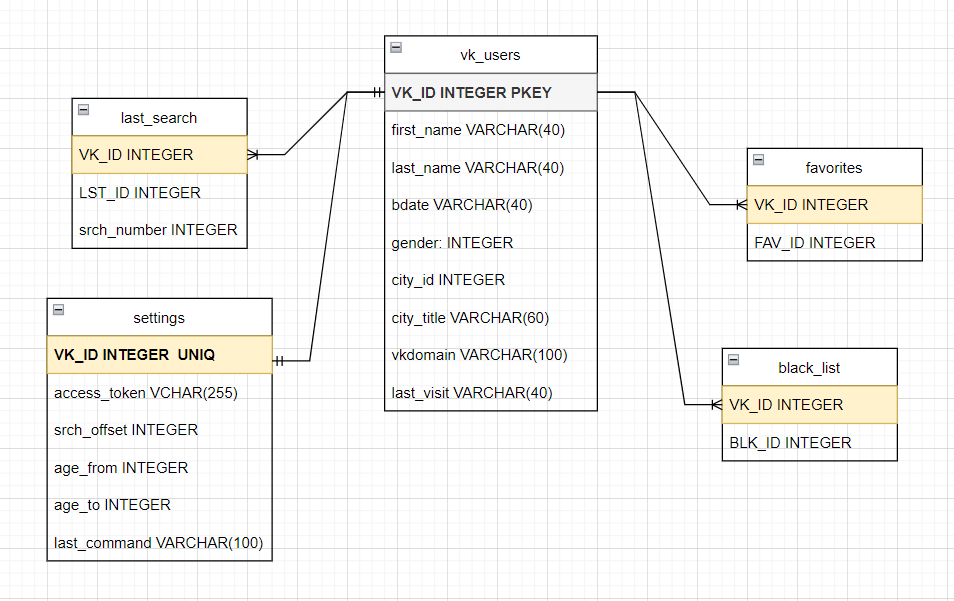 vk_users
VK_ID INTEGER PKEY
first_name VARCHAR(40)
last_name VARCHAR(40)
bdate VARCHAR(40)
gender: INTEGER
city_id INTEGER
city_title VARCHAR(60)
vkdomain VARCHAR(100)
last_visit VARCHAR(40)
last_search
VK_ID INTEGER
LST_ID INTEGER
srch_number INTEGER
settings
VK_ID INTEGER UNIQ
access_token VCHAR(255)
srch_offset INTEGER
age_from INTEGER
age_to INTEGER
last_command VARCHAR(100)
favorites
VK_ID INTEGER
FAV_ID INTEGER
black_list
VK_ID INTEGER
BLK_ID INTEGER